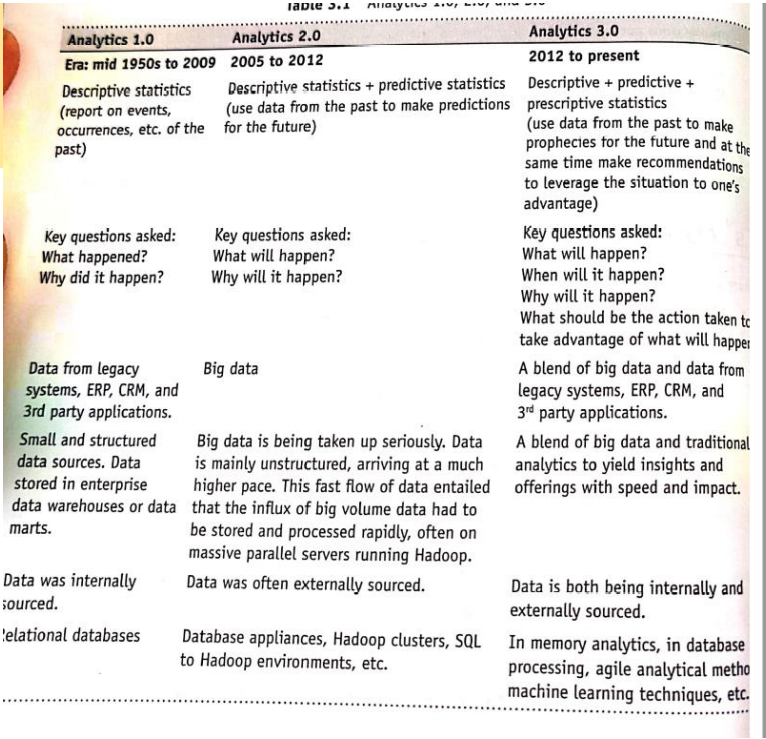 Table 3.1 Analytics 1.0, 2.0, and 3.0
Analytics 1.0 Analytics 2.0 Analytics 3.0
Era: mid 1950s to 2009 2005 to 2012 2012 to present
Descriptive statistics
(report on events,
occurrences, etc. of the
past)
Descriptive statistics + predictive statistics
(use data from the past to make predictions
for the future)
Descriptive + predictive +
prescriptive statistics
(use data from the past to make
prophecies for the future and at the
same time make recommendations
to leverage the situation to one's
advantage)
Key questions asked:
What happened?
Why did it happen?
Key questions asked:
What will happen?
Why will it happen?
Key questions asked:
What will happen?
When will it happen?
Why will it happen?
What should be the action taken to
take advantage of what will happen
Data from legacy
systems, ERP, CRM, and
3rd party applications.
Big data
A blend of big data and data from
legacy systems, ERP, CRM, and
3rd party applications.
Small and structured
data sources. Data
stored in enterprise
data warehouses or data
marts.
Big data is being taken up seriously. Data
is mainly unstructured, arriving at a much
higher pace. This fast flow of data entailed
that the influx of big volume data had to
be stored and processed rapidly, often on
massive parallel servers running Hadoop.
A blend of big data and traditional
analytics to yield insights and
offerings with speed and impact.
Data was internally
sourced.
Data was often externally sourced.
Data is both being internally and
externally sourced.
Relational databases
Database appliances, Hadoop clusters, SQL
to Hadoop environments, etc.
In memory analytics, in database
processing, agile analytical metho
machine learning techniques, etc.